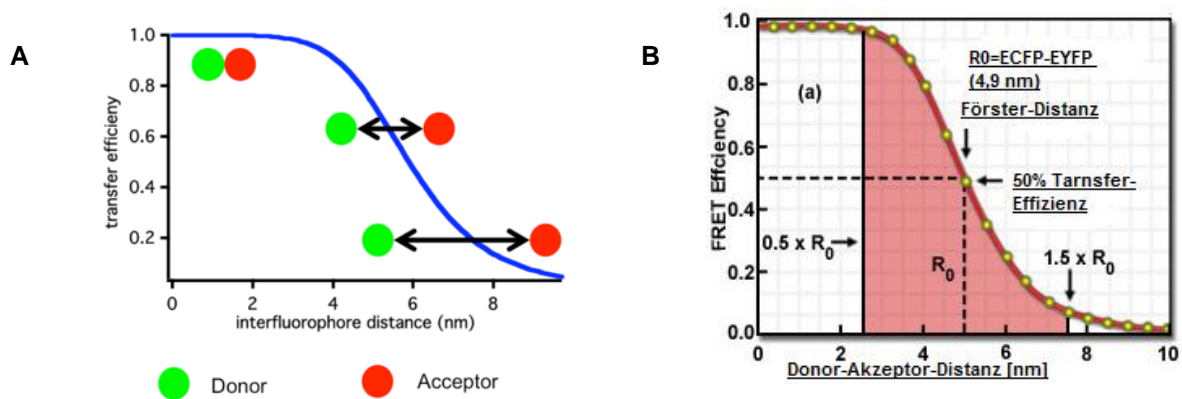 A
1.0
0.8
0.6
0.4
0.2
transfer efficieny
0
2
4
6
8
interfluorophore distance (nm)
Donor
Acceptor
B
1.0
0.8
0.6
0.4
0.2
0.0
FRET Effciency
(a)
R0=ECFP-EYFP
(4,9 nm)
Förster-Distanz
50% Tarnsfer-
Effizienz
0.5 x R0
R0
1.5 x R0
0
2
4
6
8
10
Donor-Akzeptor-Distanz [nm]